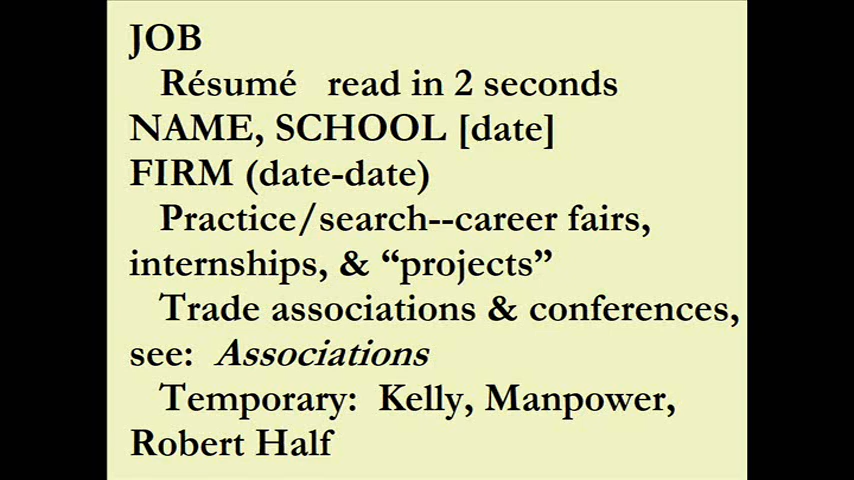 JOB
Résumé read in 2 seconds
NAME, SCHOOL [date]
FIRM (date-date)
Practice/search--career fairs,
internships, & “projects”
Trade associations & conferences,
see: Associations
Temporary: Kelly, Manpower,
Robert Half